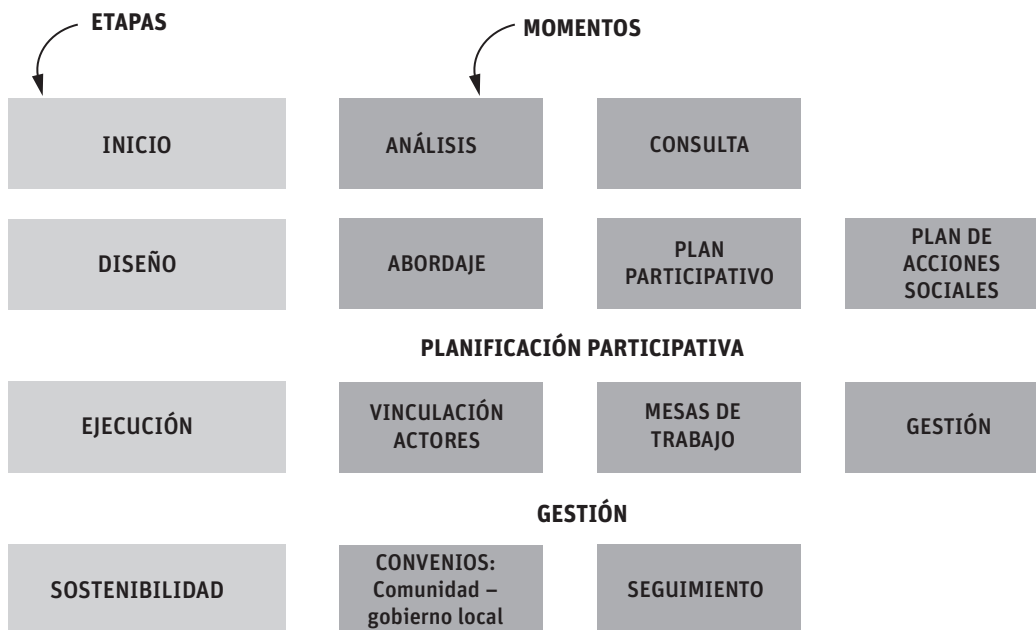 ETAPAS
MOMENTOS
INICIO
ANÁLISIS
CONSULTA
DISEÑO
ABORDAJE
PLAN
PARTICIPATIVO
PLAN DE
ACCIONES
SOCIALES
PLANIFICACIÓN PARTICIPATIVA
EJECUCIÓN
VINCULACIÓN
ACTORES
MESAS DE
TRABAJO
GESTIÓN
GESTIÓN
SOSTENIBILIDAD
CONVENIOS:
Comunidad –
gobierno local
SEGUIMIENTO